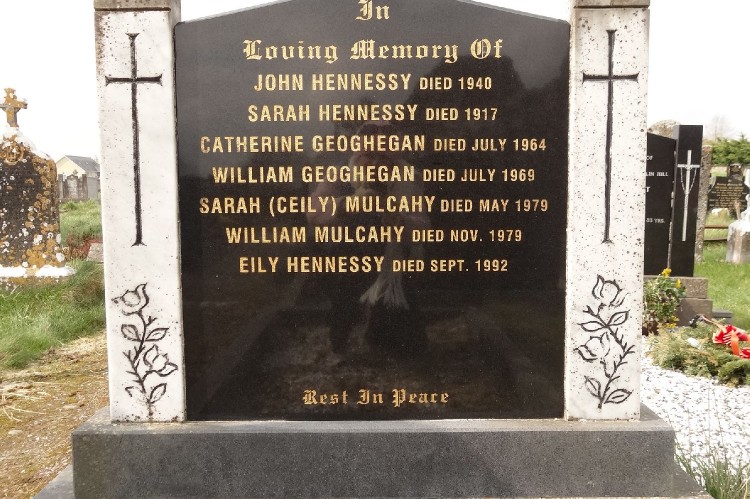 In
Loving Memory Of
JOHN HENNESSY DIED 1940
SARAH HENNESSY DIED 1917
CATHERINE GEOGHEGAN DIED JULY 1964
WILLIAM GEOGHEGAN DIED JULY 1969
SARAH (CEILY) MULCAHY DIED MAY 1979
WILLIAM MULCAHY DIED NOV. 1979
EILY HENNESSY DIED SEPT. 1992
Rest In Peace